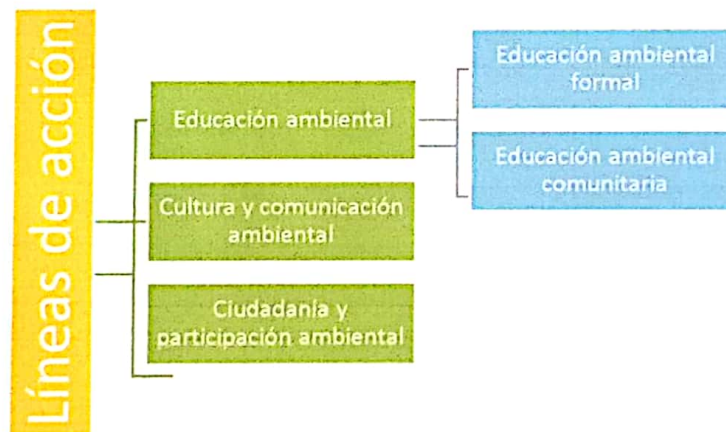 Líneas de acción
Educación ambiental
Cultura y comunicación
ambiental
Ciudadanía y
participación ambiental
Educación ambiental
formal
Educación ambiental
comunitaria